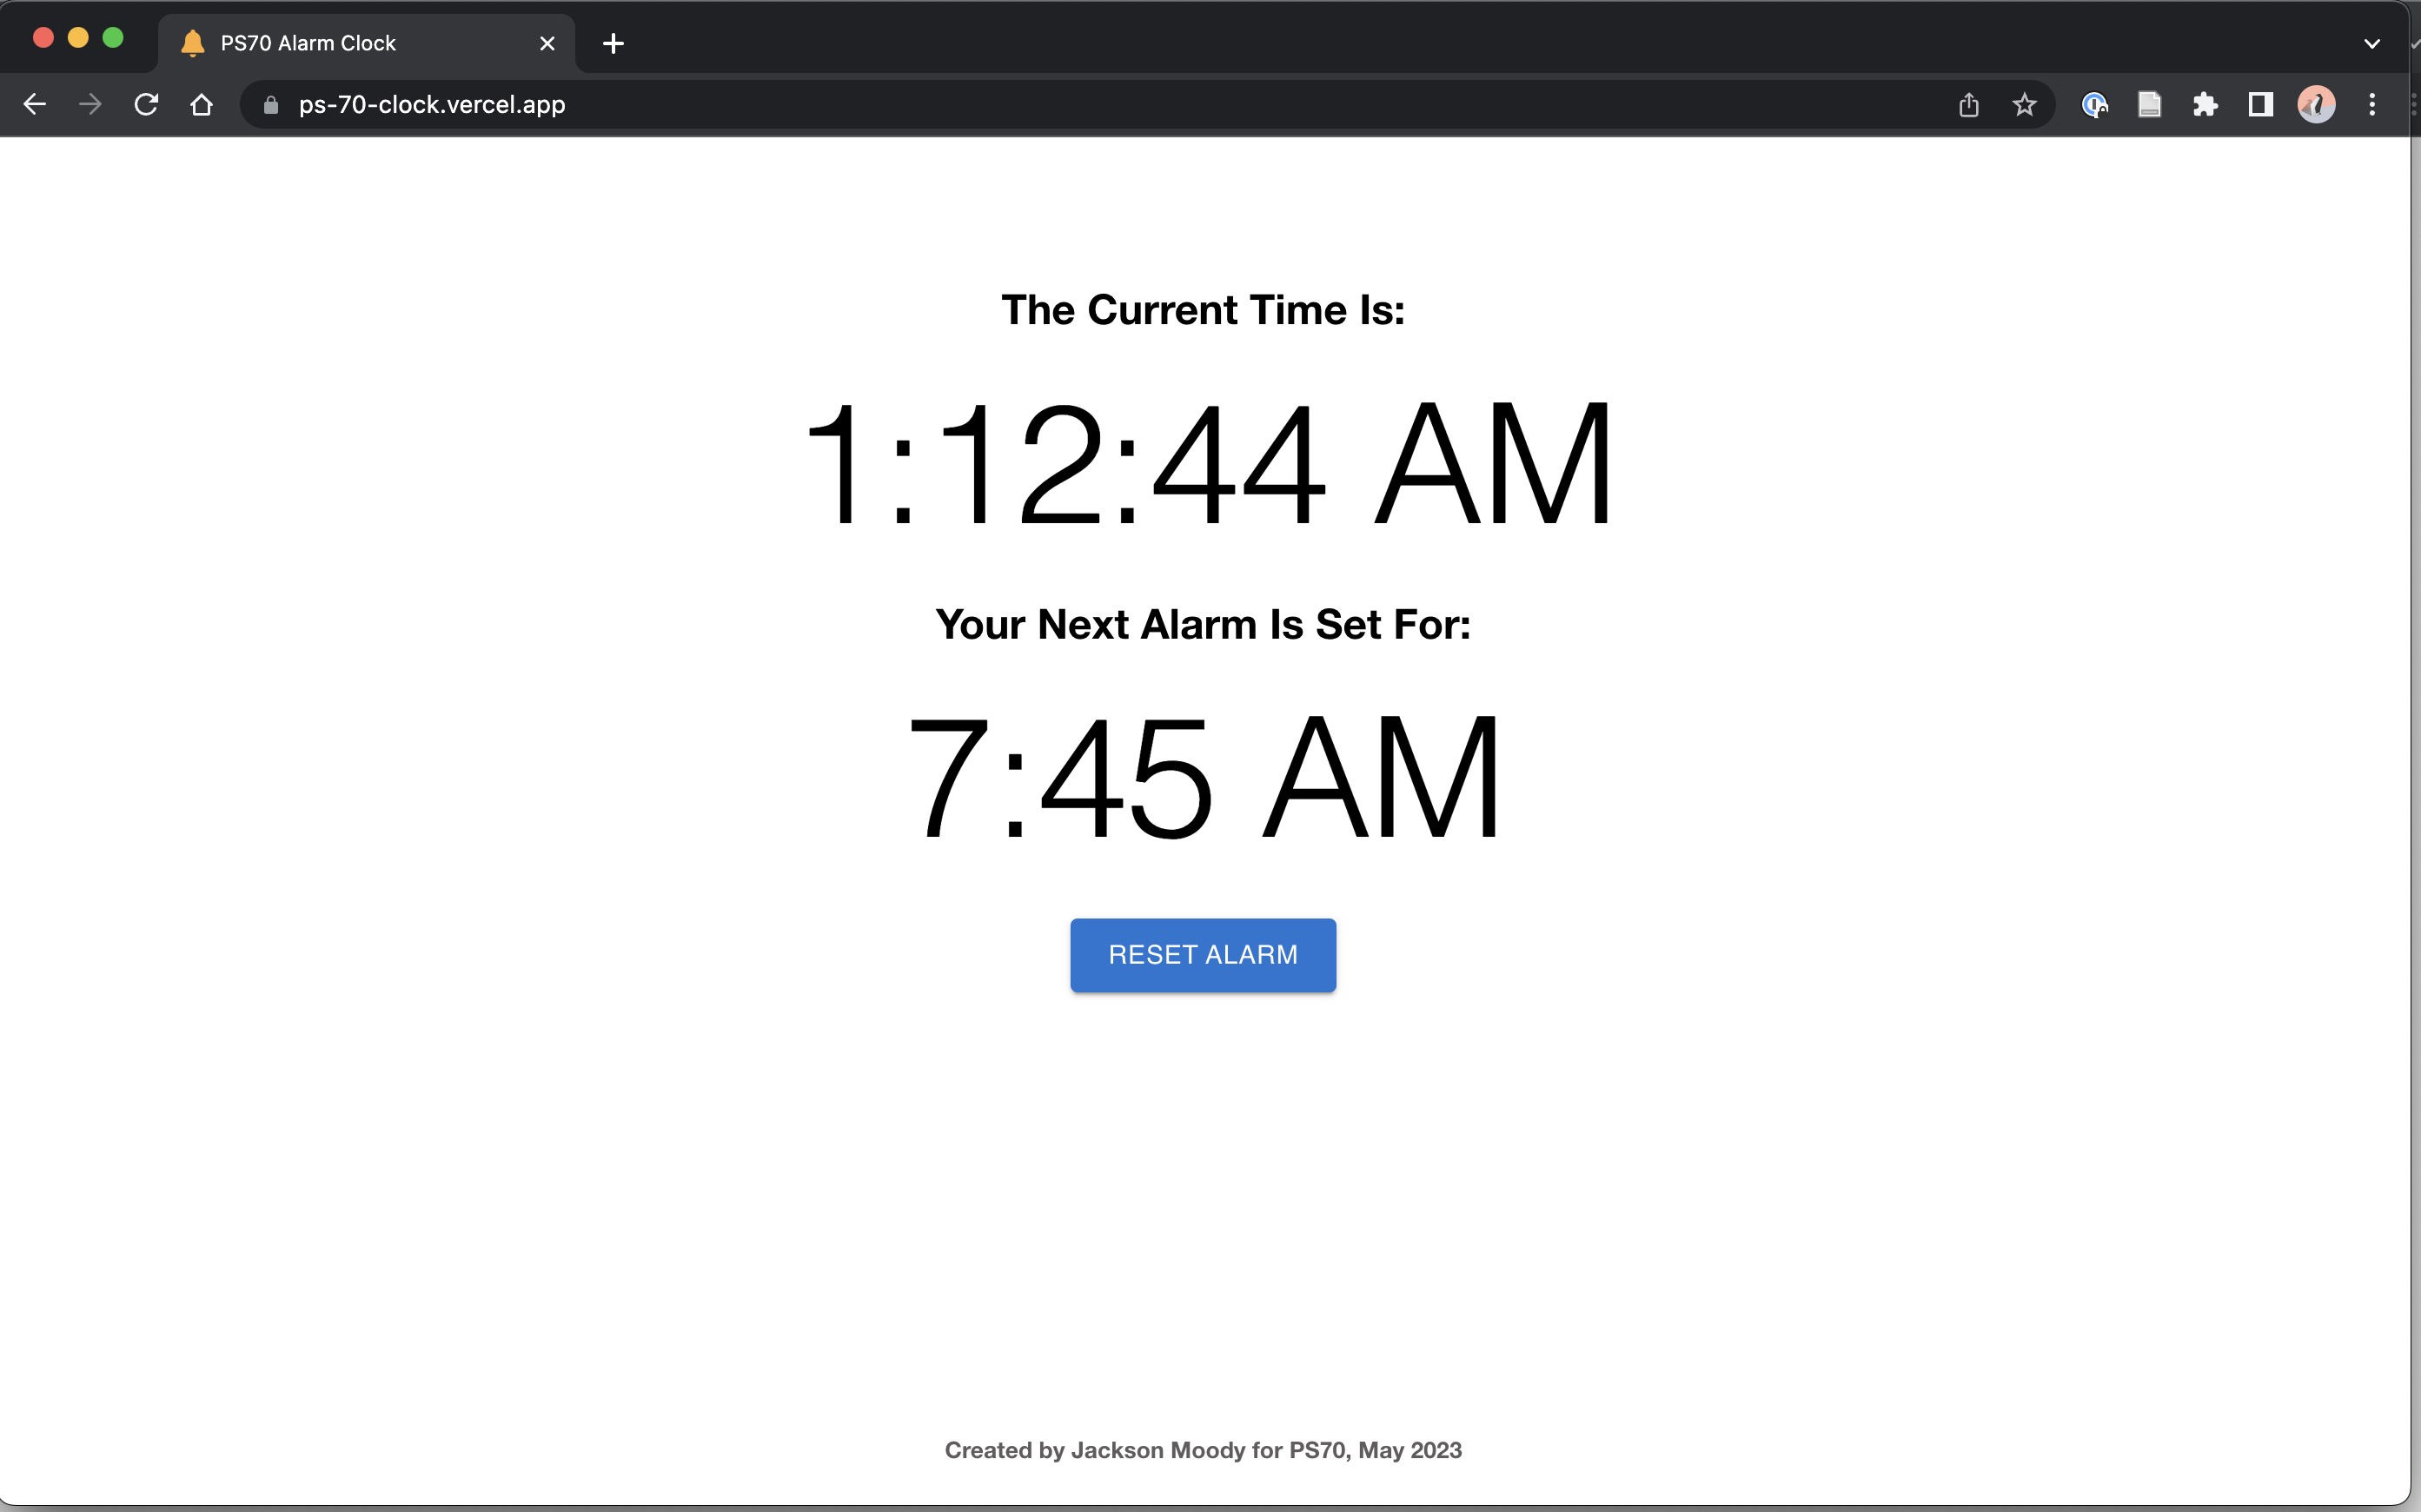 PS70 Alarm Clock
ps-70-clock.vercel.app
The Current Time Is:
1:12:44 AM
Your Next Alarm Is Set For:
7:45 AM
RESET ALARM
Created by Jackson Moody for PS70, May 2023